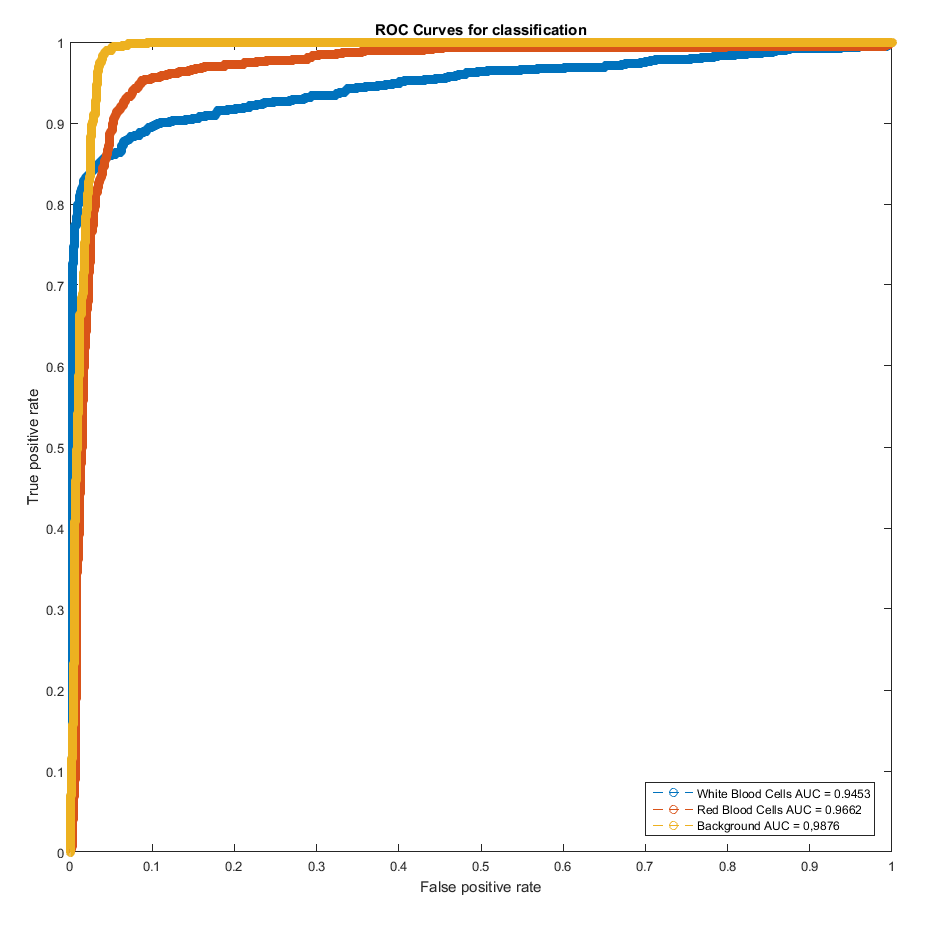 ROC Curves for classification
1
0.9
0.8
0.7
0.6
0.5
0.4
0.3
0.2
0.1
0
True positive rate
White Blood Cells AUC = 0.9453
Red Blood Cells AUC = 0.9662
Background AUC = 0,9876
0 0.1 0.2 0.3 0.4 0.5 0.6 0.7 0.8 0.9 1
False positive rate